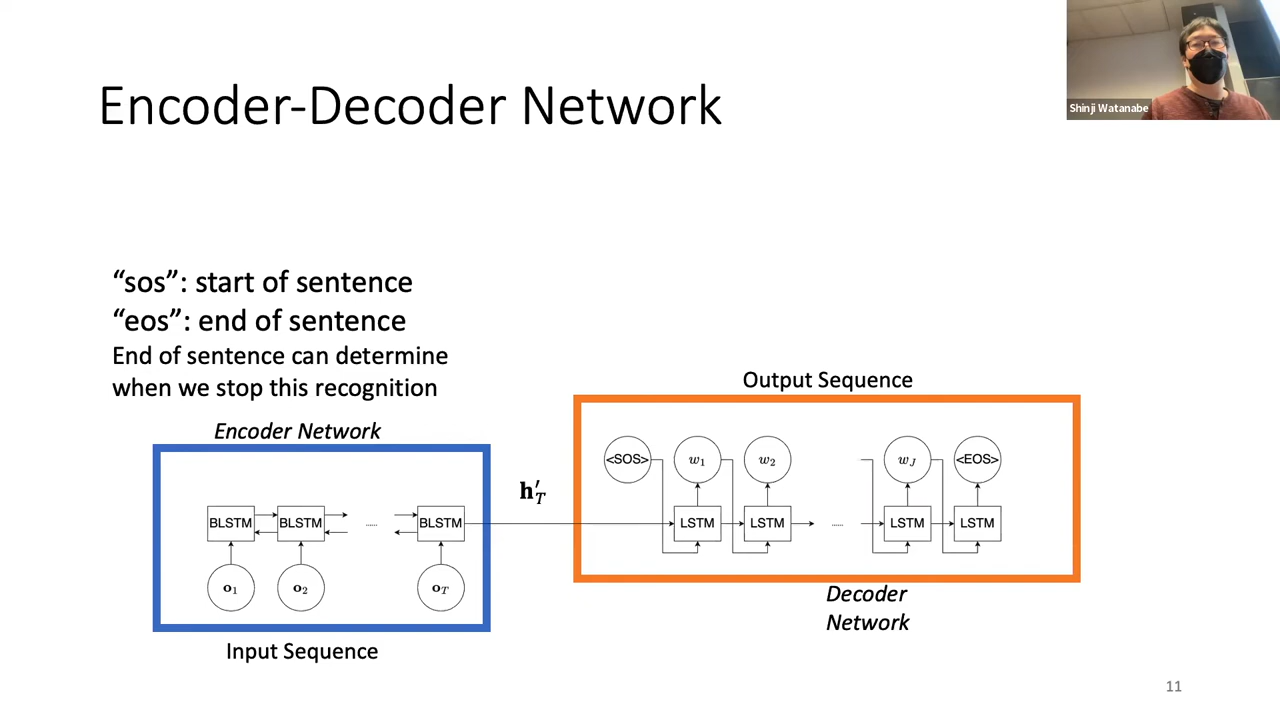 Shinji Watanabe
Encoder-Decoder Network
“sos”: start of sentence
“eos”: end of sentence
End of sentence can determine
when we stop this recognition
Encoder Network
BLSTM BLSTM ...... BLSTM
o1 o2 oT
Input Sequence
h′T
Output Sequence
<SOS> w1 w2 wJ <EOS>
LSTM LSTM ...... LSTM LSTM
Decoder
Network
11